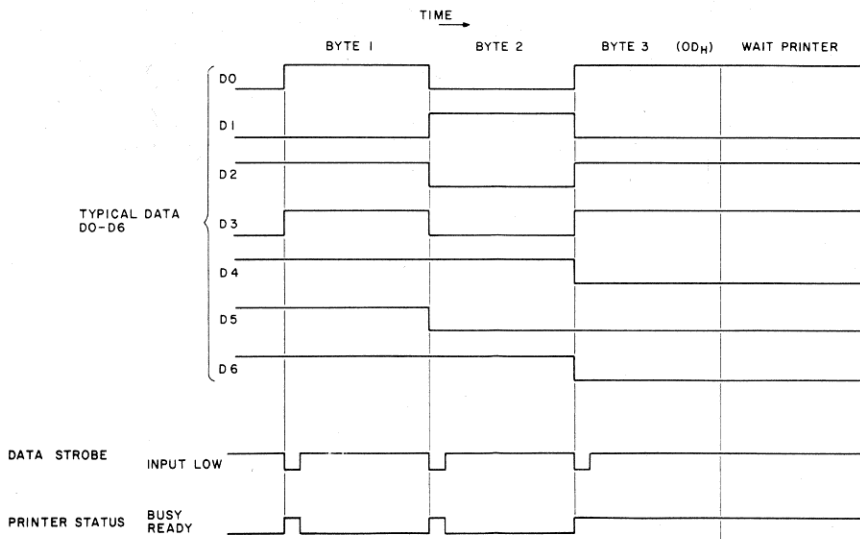 TIME
BYTE 1 BYTE 2 BYTE 3 (ODH) WAIT PRINTER
D0
D1
D2
TYPICAL DATA
D0-D6
D3
D4
D5
D6
DATA STROBE INPUT LOW
PRINTER STATUS BUSY
READY